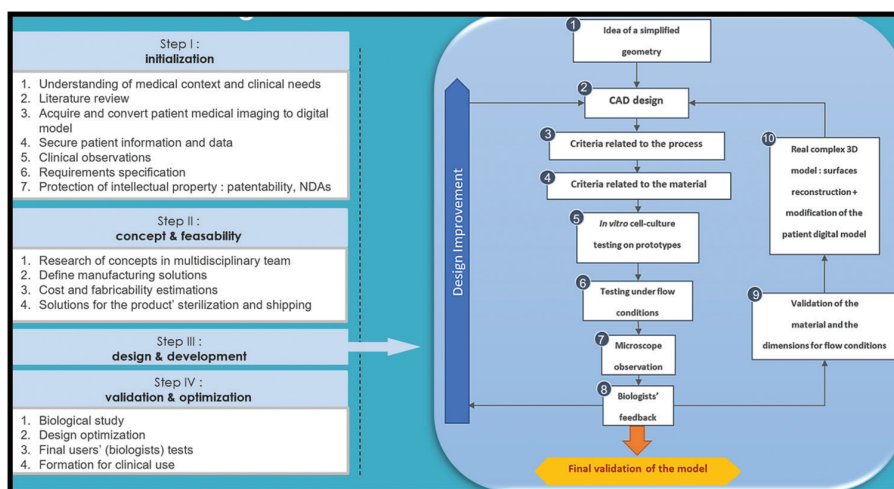 Step I :
initialization
1. Understanding of medical context and clinical needs
2. Literature review
3. Acquire and convert patient medical imaging to digital
model
4. Secure patient information and data
5. Clinical observations
6. Requirements specification
7. Protection of intellectual property : patentability, NDAs
Step II :
concept & feasability
1. Research of concepts in multidisciplinary team
2. Define manufacturing solutions
3. Cost and fabricability estimations
4. Solutions for the product' sterilization and shipping
Step III :
design & development
Step IV :
validation & optimization
1. Biological study
2. Design optimization
3. Final users' (biologists) tests
4. Formation for clinical use
Design Improvement
1
Idea of a simplified
geometry
2
CAD design
3
Criteria related to the process
4
Criteria related to the material
5
In vitro cell-culture
testing on prototypes
6
Testing under flow
conditions
7
Microscope
observation
8
Biologists'
feedback
9
Validation of the
material and the
dimensions for flow conditions
10
Real complex 3D
model : surfaces
reconstruction +
modification of the
patient digital model
Final validation of the model